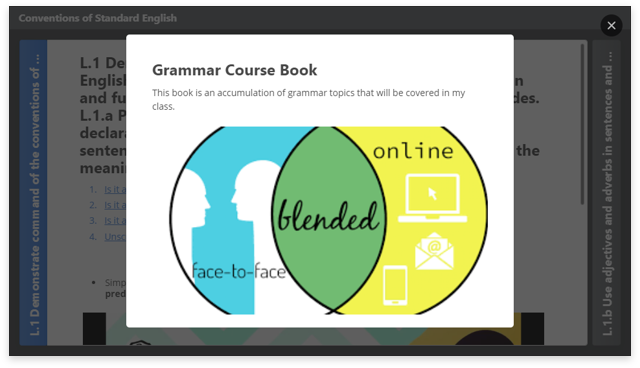 Conventions of Standard English
L.1 Demonstrate command of the conventions of ...
L.1 De
English
and fu
des.
L.1.a P
declara
senten
the
meani
1. Is it a
2. Is it a
3. Is it a
4. Unsc
Simp
pred
Grammar Course Book
This book is an accumulation of grammar topics that will be covered in my
class.
online
blended
face-to-face
L.1.b Use adjectives and adverbs in sentences and ...